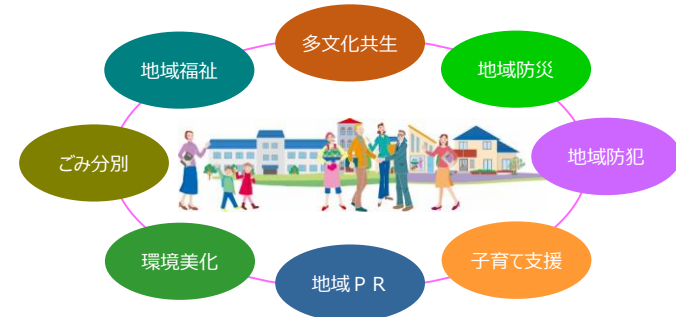 多文化共生
地域福祉
地域防災
ごみ分別
地域防犯
環境美化
子育て支援
地域ＰＲ